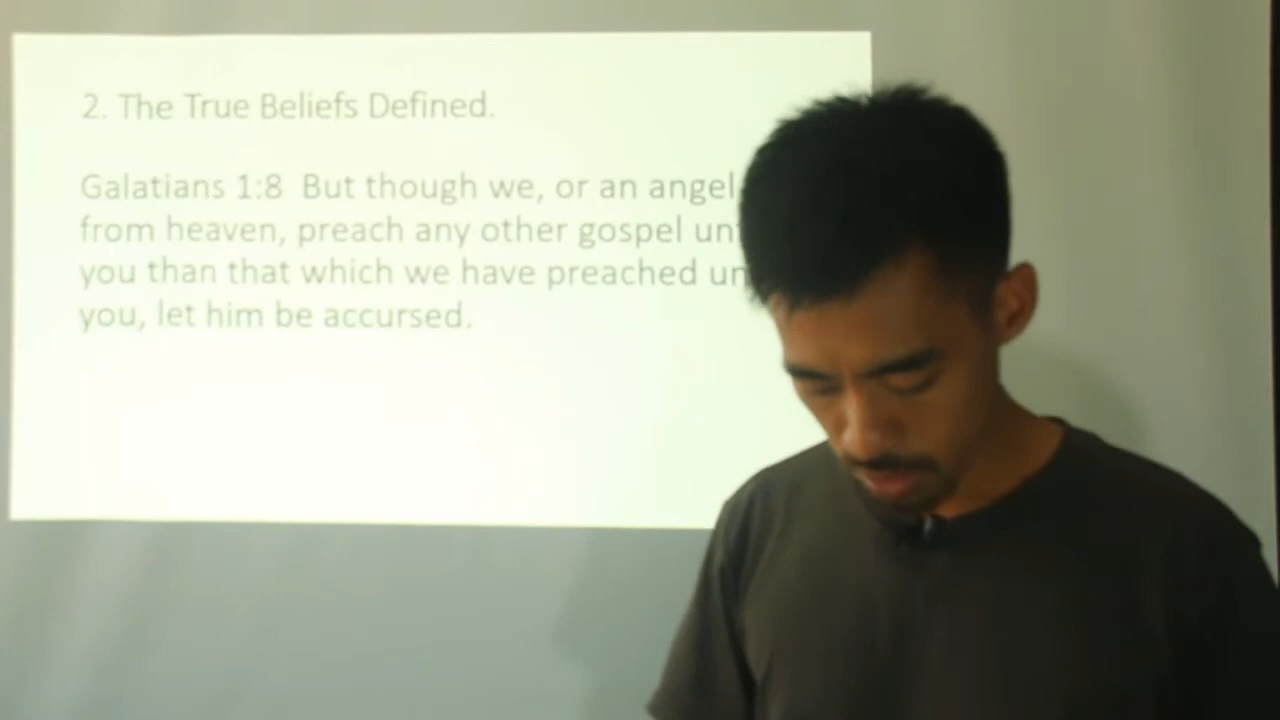 2. The True Beliefs Defined.
Galatians 1:8 But though we, or an angel
from heaven, preach any other gospel
you than that which we have preached
you, let him be accursed.